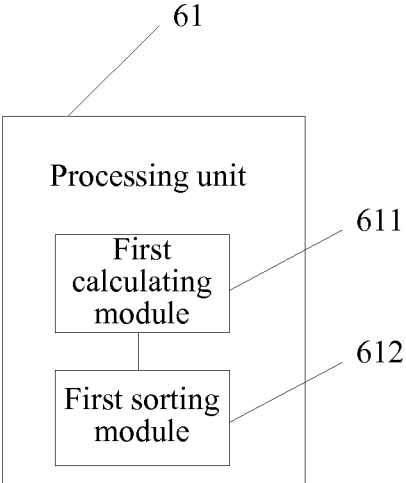 61
Processing unit
611
First
calculating
module
612
First sorting
module